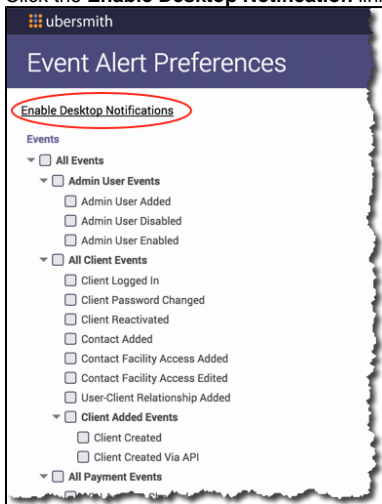 Click the Enable Desktop Notification
ubersmith
Event Alert Preferences
Enable Desktop Notifications
Events
All Events
Admin User Events
Admin User Added
Admin User Disabled
Admin User Enabled
All Client Events
Client Logged In
Client Password Changed
Client Reactivated
Contact Added
Contact Facility Access Added
Contact Facility Access Edited
User-Client Relationship Added
Client Added Events
Client Created
Client Created Via API
All Payment Events